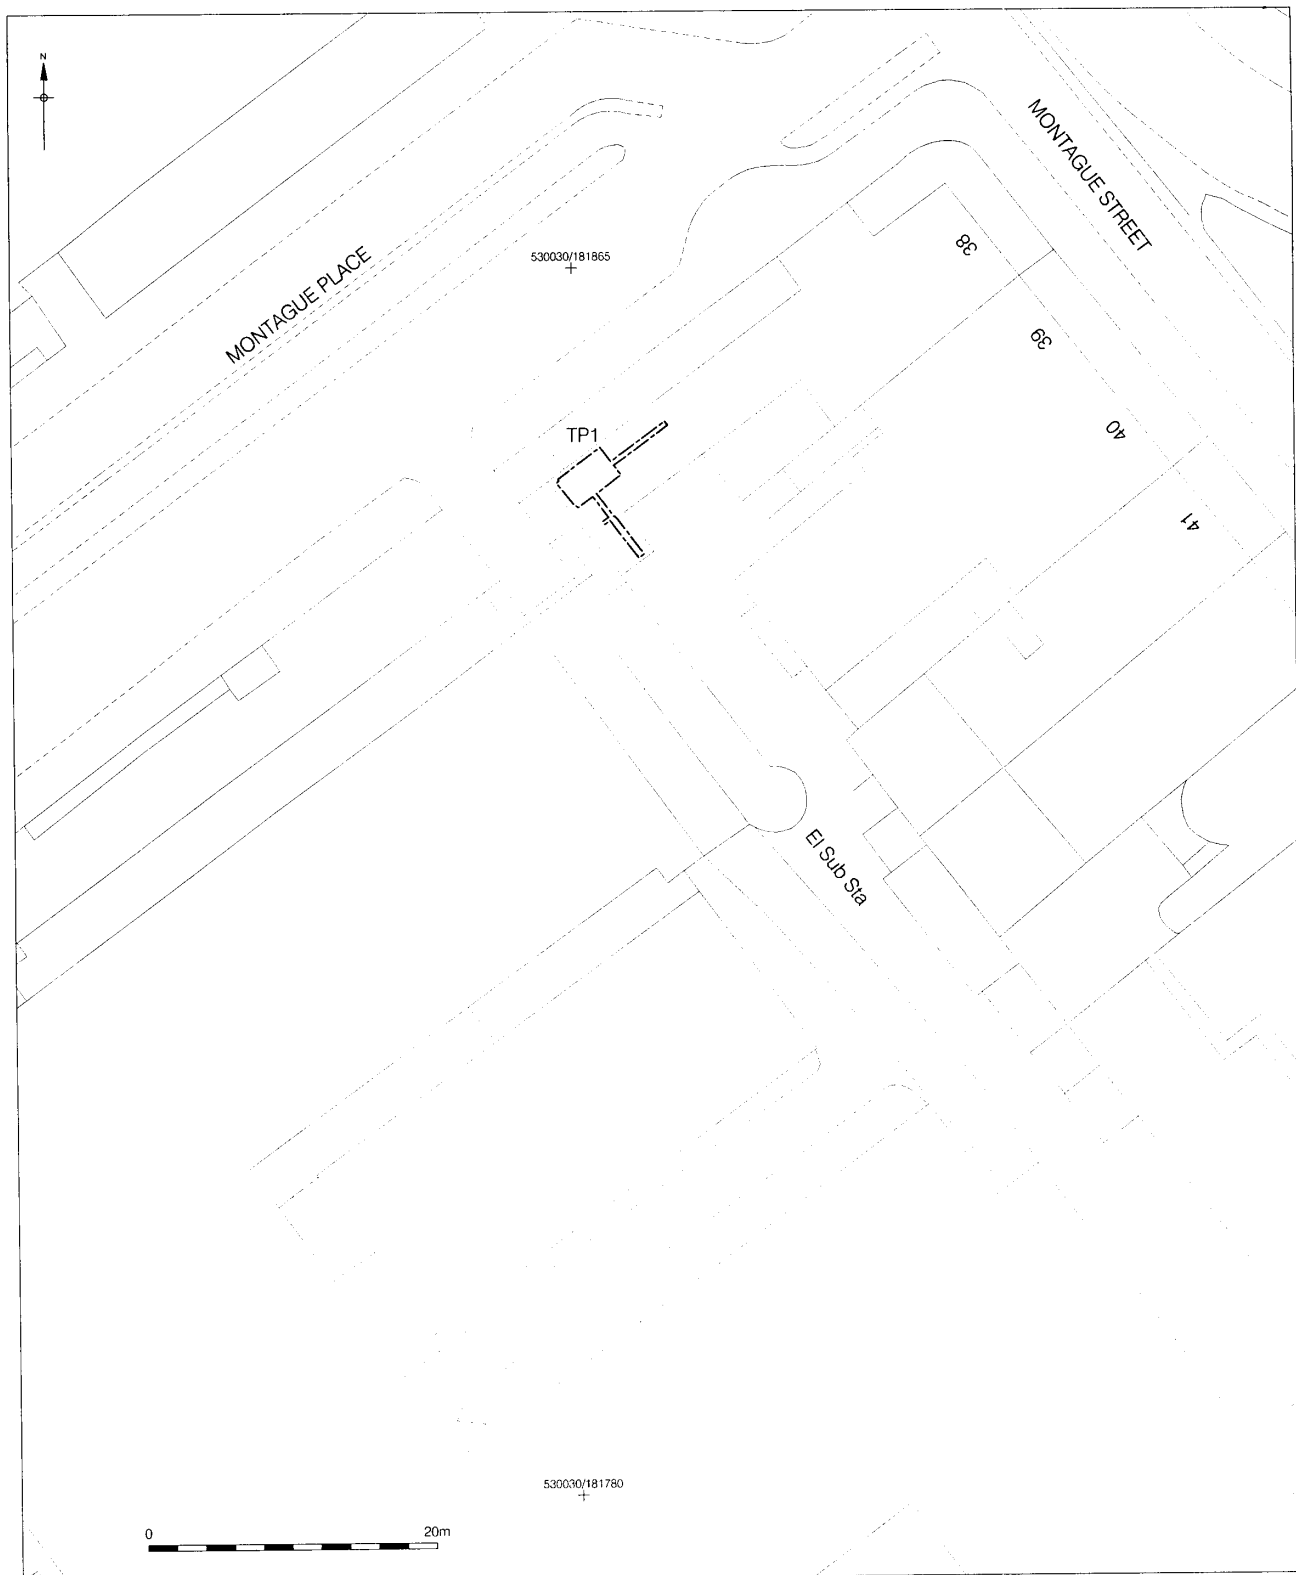 N
MONTAGUE STREET
MONTAGUE PLACE
530030/181865
38
39
40
41
TP1
El Sub Sta
530030/181780
0 20m